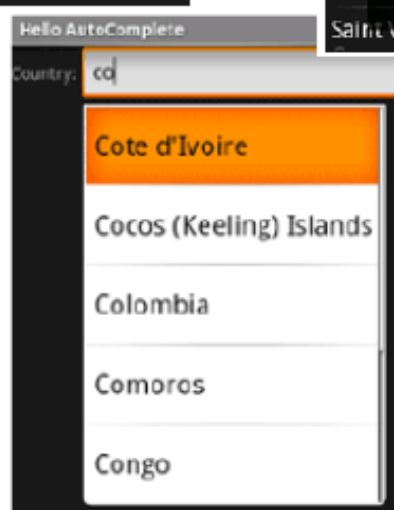 Hello AutoComplete
Saint V
Country: co
Cote d'Ivoire
Cocos (Keeling) Islands
Colombia
Comoros
Congo